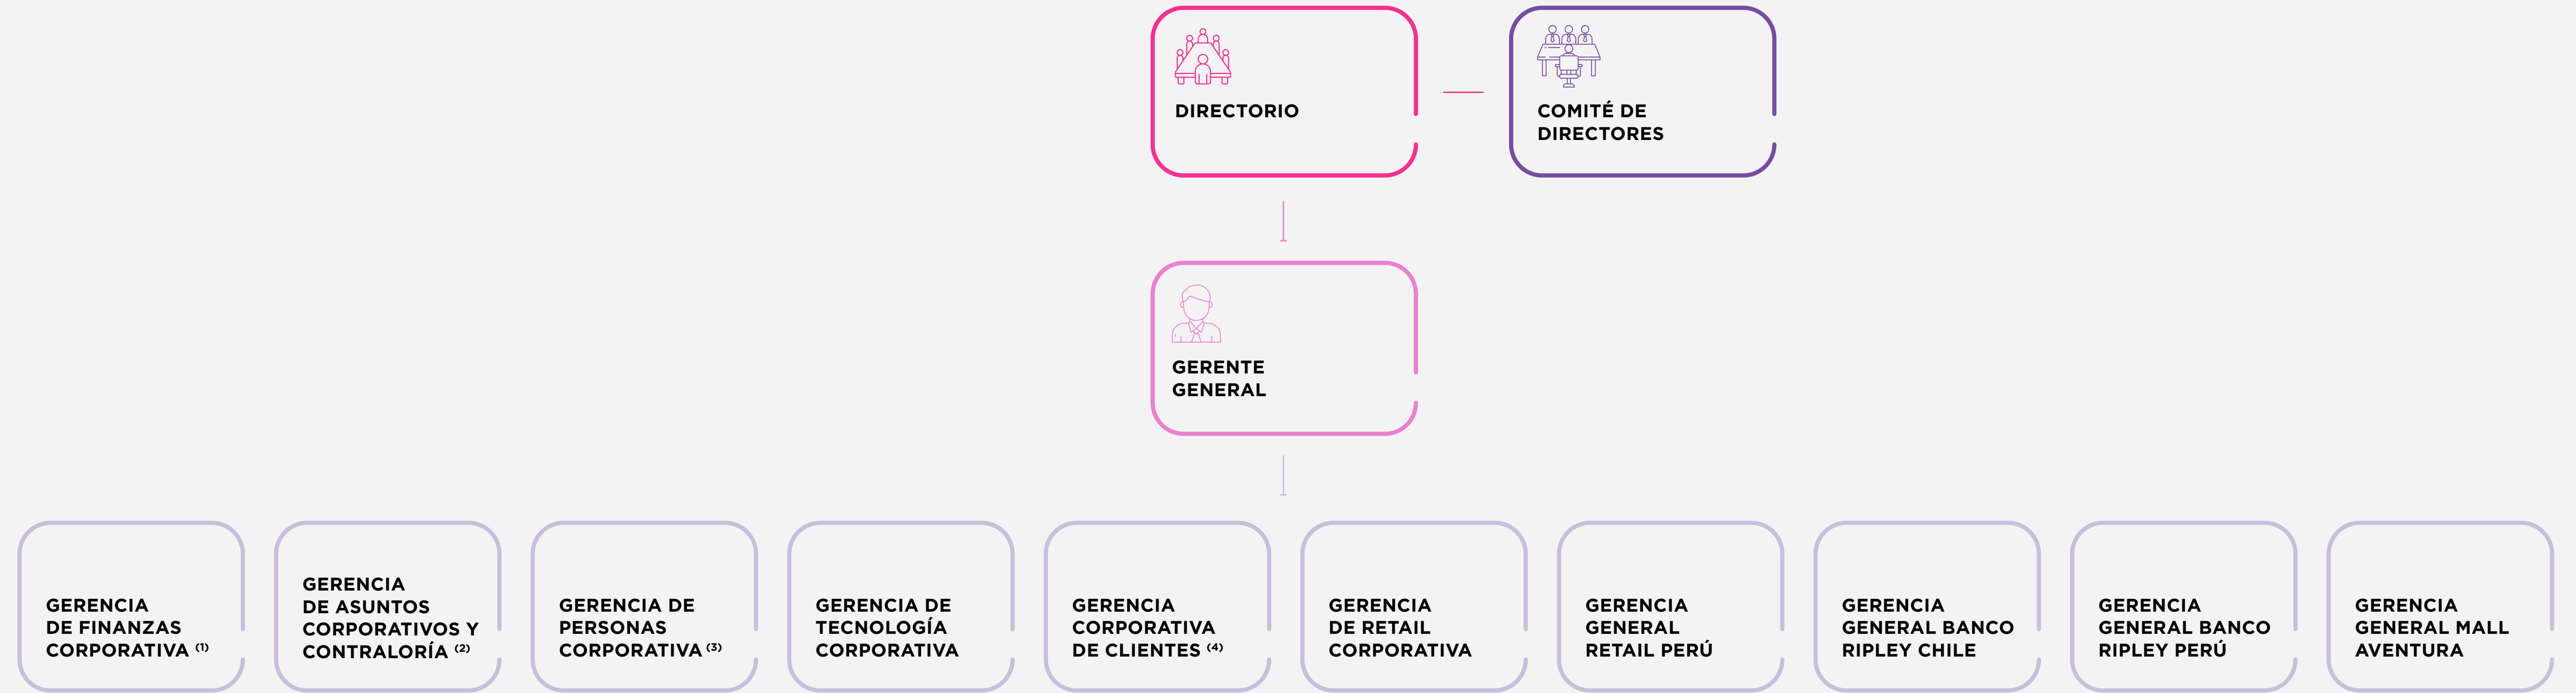 DIRECTORIO
COMITÉ DE
DIRECTORES
GERENTE
GENERAL
GERENCIA
DE FINANZAS
CORPORATIVA (1)
GERENCIA
DE ASUNTOS
CORPORATIVOS Y
CONTRALORÍA (2)
GERENCIA DE
PERSONAS
CORPORATIVA (3)
GERENCIA DE
TECNOLOGÍA
CORPORATIVA
GERENCIA
CORPORATIVA
DE CLIENTES (4)
GERENCIA
DE RETAIL
CORPORATIVA
GERENCIA
GENERAL
RETAIL PERÚ
GERENCIA
GENERAL BANCO
RIPLEY CHILE
GERENCIA
GENERAL BANCO
RIPLEY PERÚ
GERENCIA
GENERAL MALL
AVENTURA